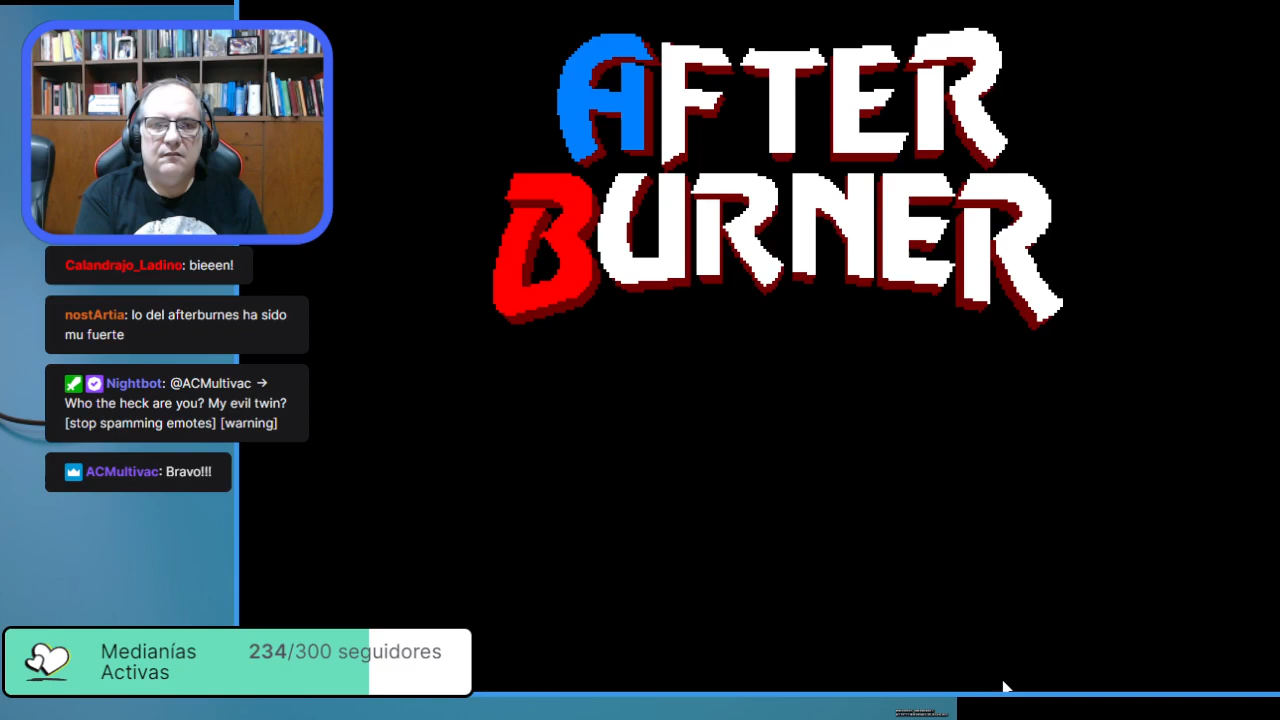 AFTER
BURNER
Calandrajo_Ladino: bieeen!
nostArtia: lo del afterburnes ha sido
mu fuerte
Nightbot: @ACMultivac →
Who the heck are you? My evil twin?
[stop spamming emotes] [warning]
ACMultivac: Bravo!!!
Medianías
Activas
234/300 seguidores